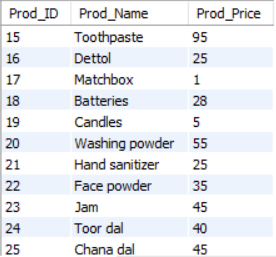 Prod_ID Prod_Name Prod_Price
15 Toothpaste 95
16 Dettol 25
17 Matchbox 1
18 Batteries 28
19 Candles 5
20 Washing powder 55
21 Hand sanitizer 25
22 Face powder 35
23 Jam 45
24 Toor dal 40
25 Chana dal 45